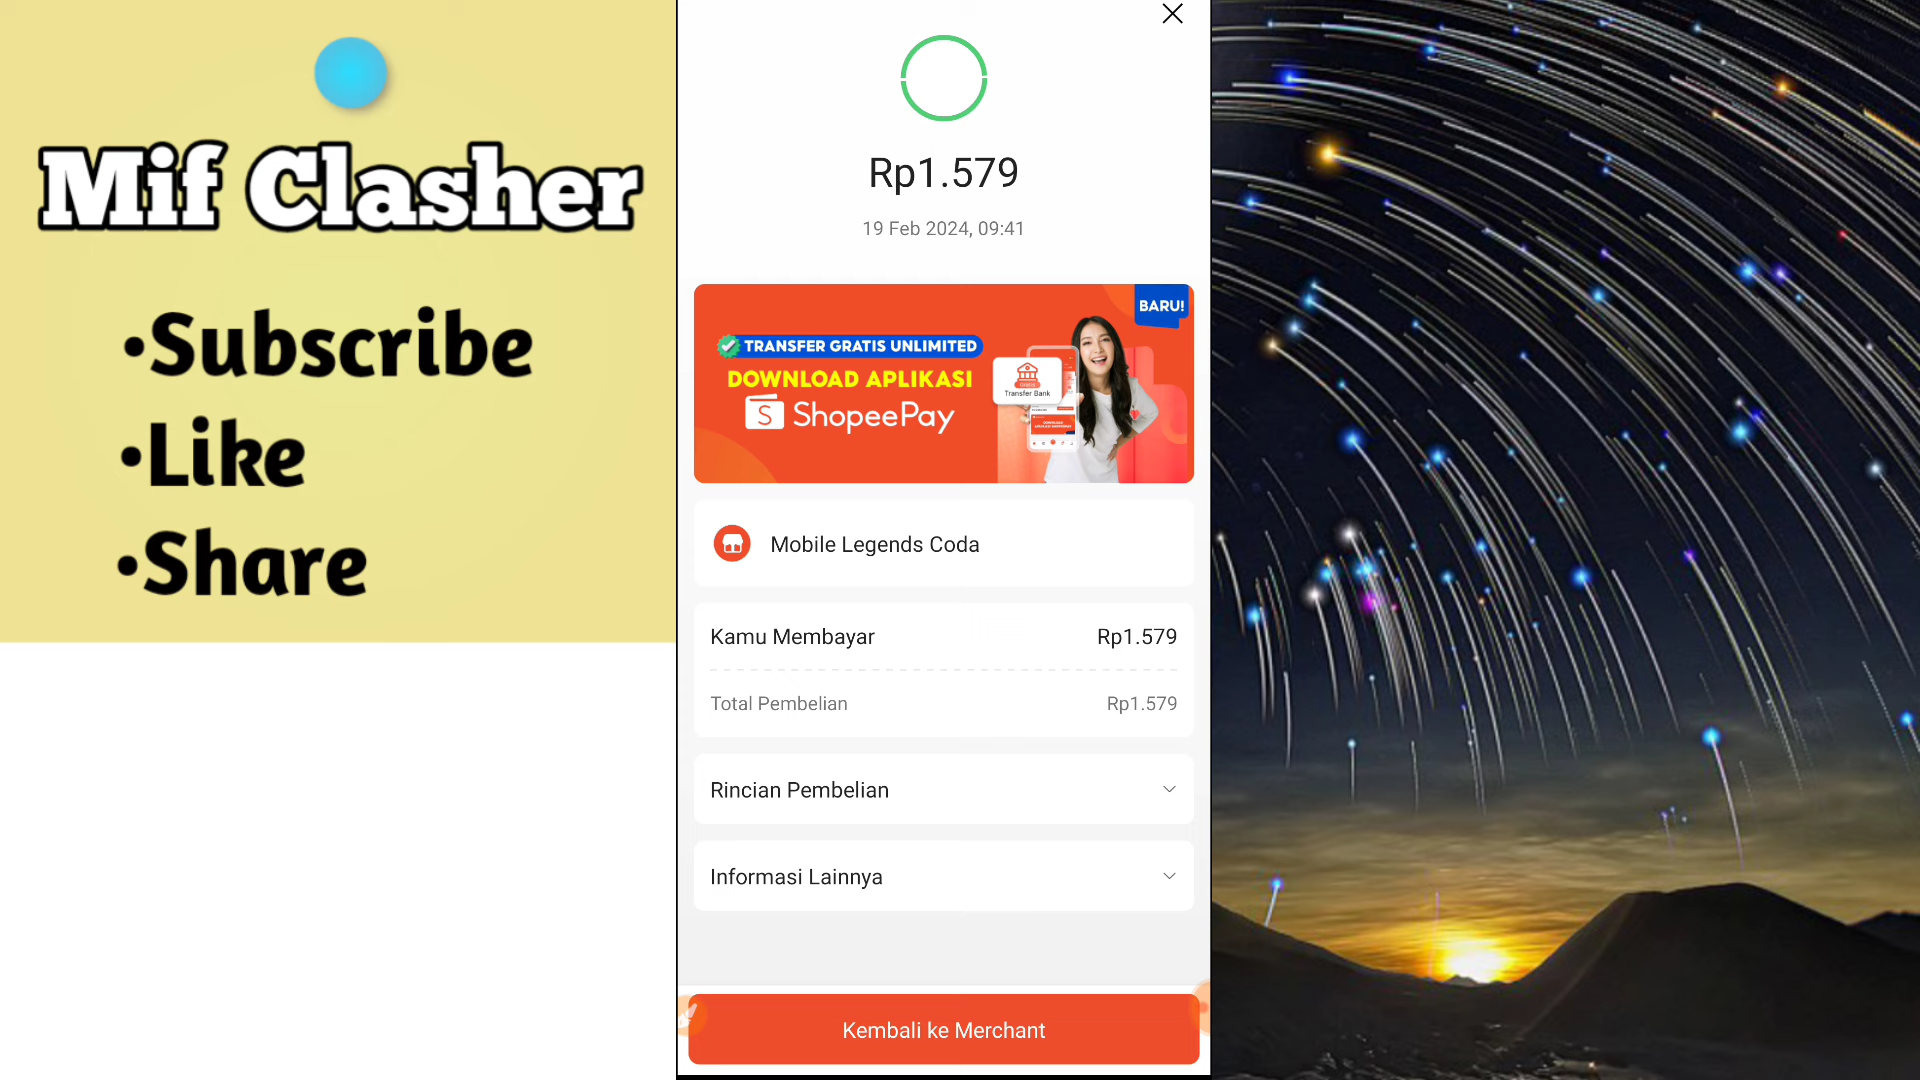 Mif Clasher
•Subscribe
•Like
•Share
Rp1.579
19 Feb 2024, 09:41
BARU!
TRANSFER GRATIS UNLIMITED
DOWNLOAD APLIKASI
S ShopeePay
Transfer Bank
Mobile Legends Coda
Kamu Membayar Rp1.579
Total Pembelian Rp1.579
Rincian Pembelian
Informasi Lainnya
Kembali ke Merchant